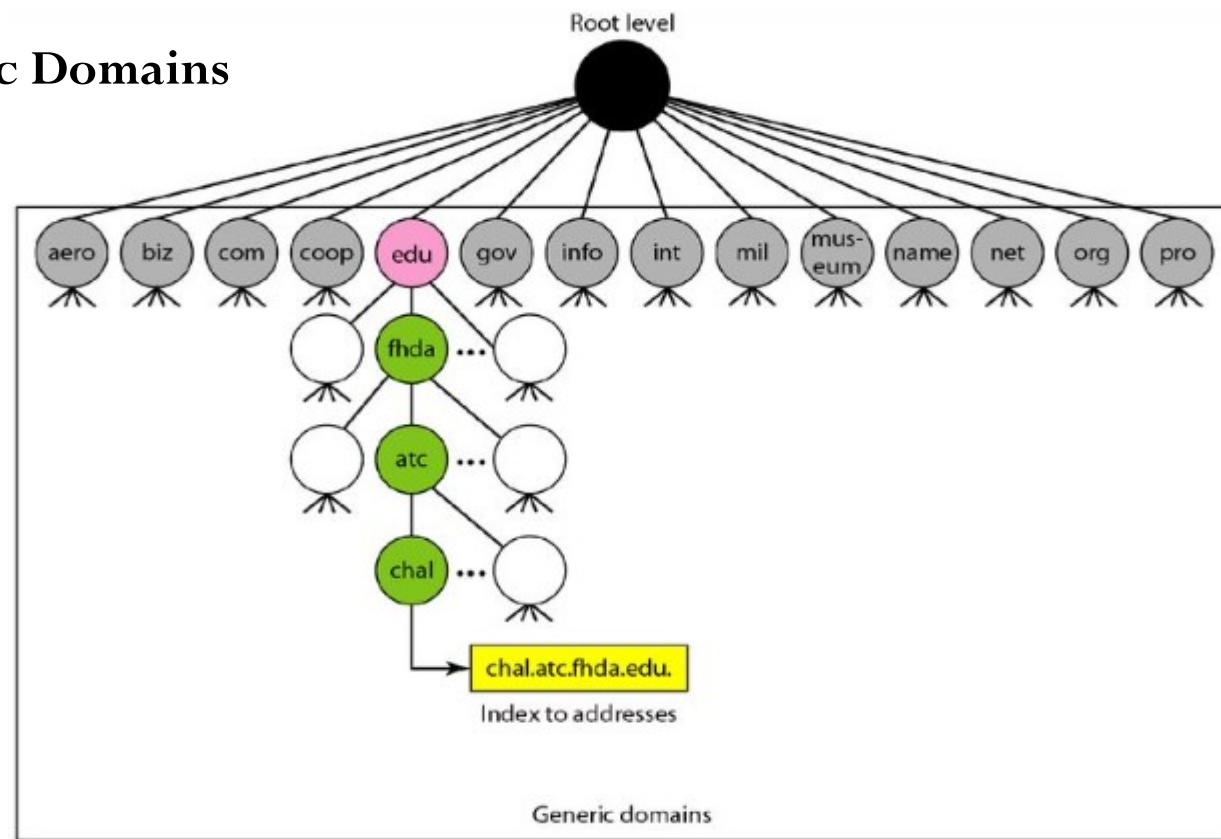 Root level
c Domains
aero biz com coop edu gov info int mil mus-
eum name net org pro
fhda ...
atc ...
chal ...
chal.atc.fhda.edu.
Index to addresses
Generic domains